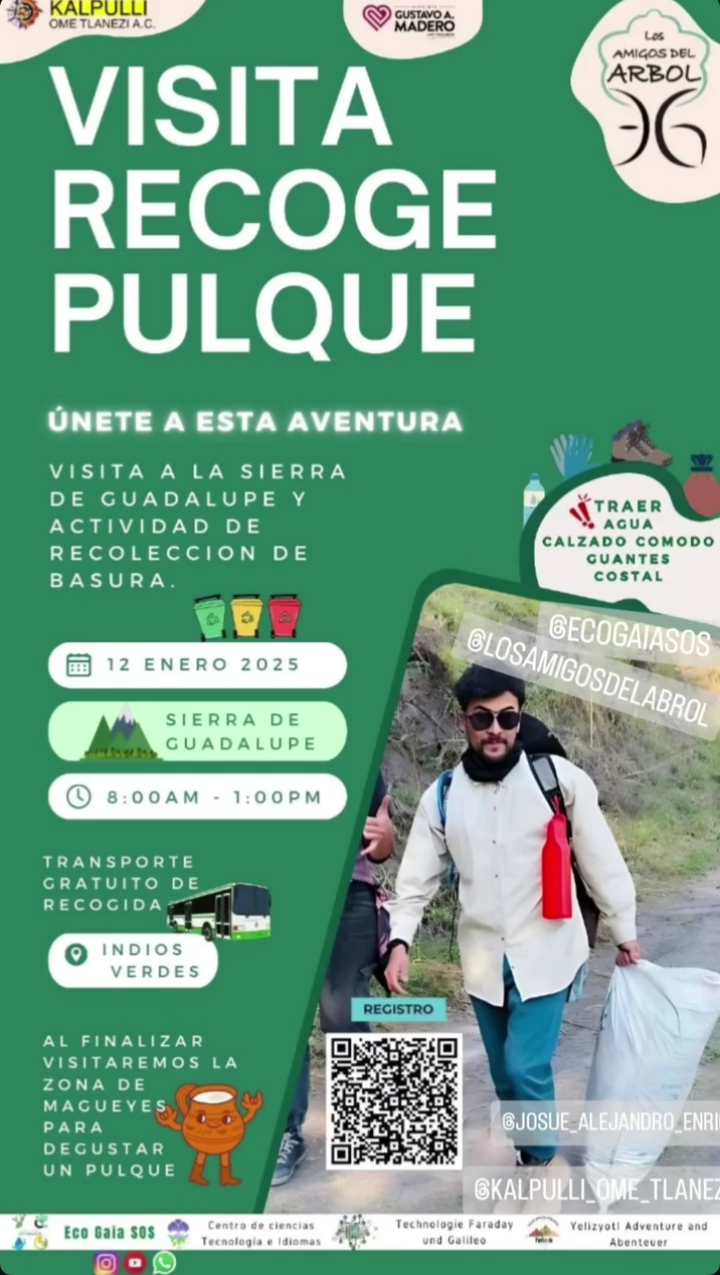 KALPULLI
OME TLANEZI A.C.
GUSTAVO A.
MADERO
Los
AMIGOS DEL
ARBOL
VISITA
RECOGE
PULQUE
ÚNETE A ESTA AVENTURA
VISITA A LA SIERRA
DE GUADALUPE Y
ACTIVIDAD DE
RECOLECCION DE
BASURA.
TRAER
AGUA
CALZADO COMODO
GUANTES
COSTAL
@ECOGAIASOS
@LOSAMIGOSDELABROL
12 ENERO 2025
SIERRA DE
GUADALUPE
8:00AM - 1:00PM
TRANSPORTE
GRATUITO DE
RECOGIDA
INDIOS
VERDES
REGISTRO
AL FINALIZAR
VISITAREMOS LA
ZONA DE
MAGUEYES
PARA
DEGUSTAR
UN PULQUE
@JOSUE_ALEJANDRO_ENRI
@KALPULLI_OME_TLANEZ
Eco Gaia SOS
Centro de ciencias
Tecnología e Idiomas
Technologie Faraday
und Galileo
Yelizyotl Adventure and
Abenteuer